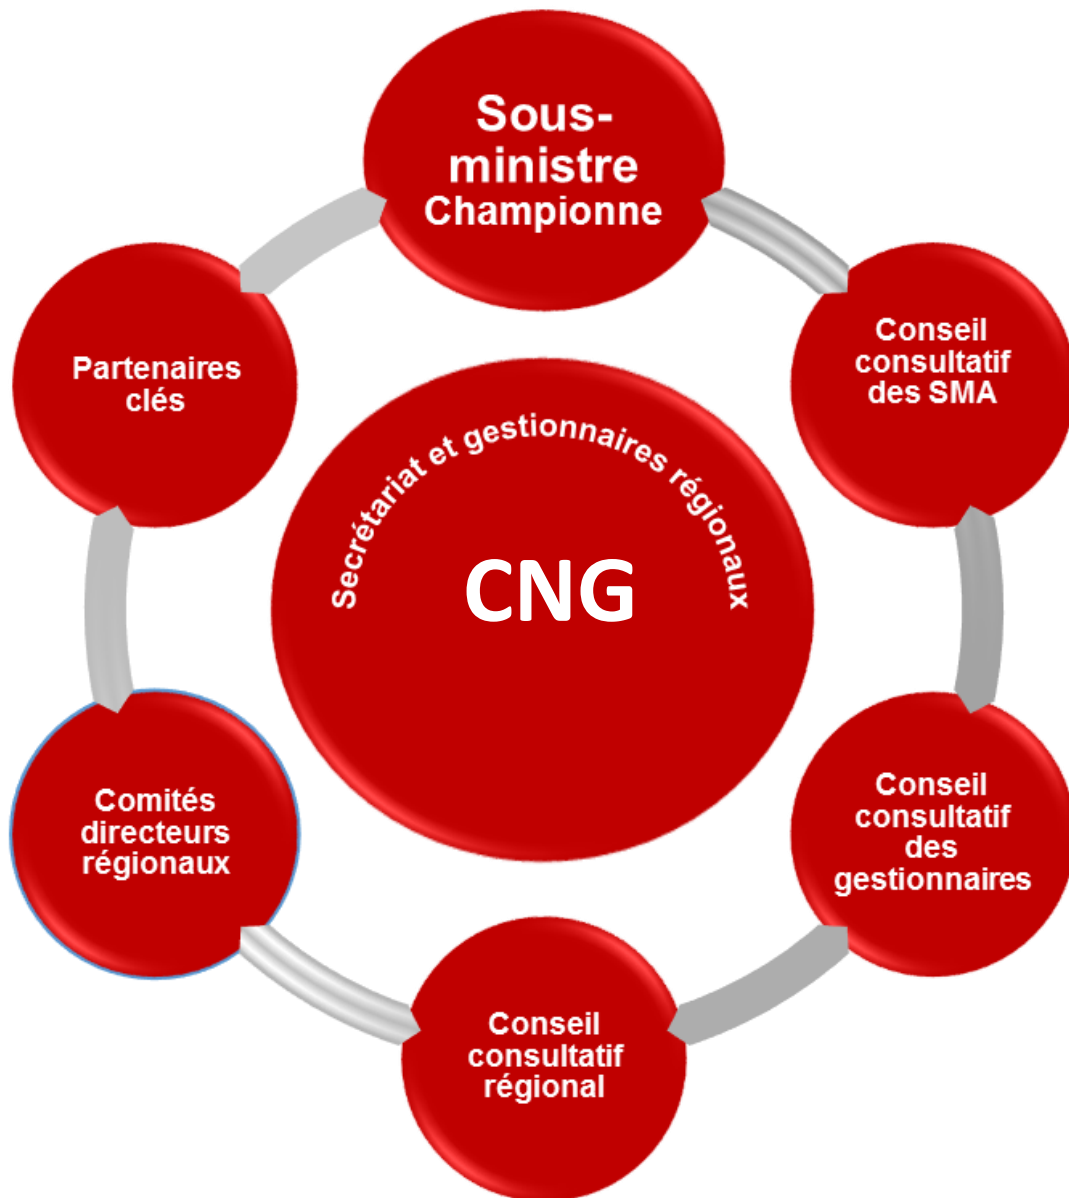 Sous-
ministre
Championne
Conseil
consultatif
des SMA
Partenaires
clés
Secrétariat et gestionnaires régionaux
CNG
Conseil
consultatif
des
gestionnaires
Comités
directeurs
régionaux
Conseil
consultatif
régional